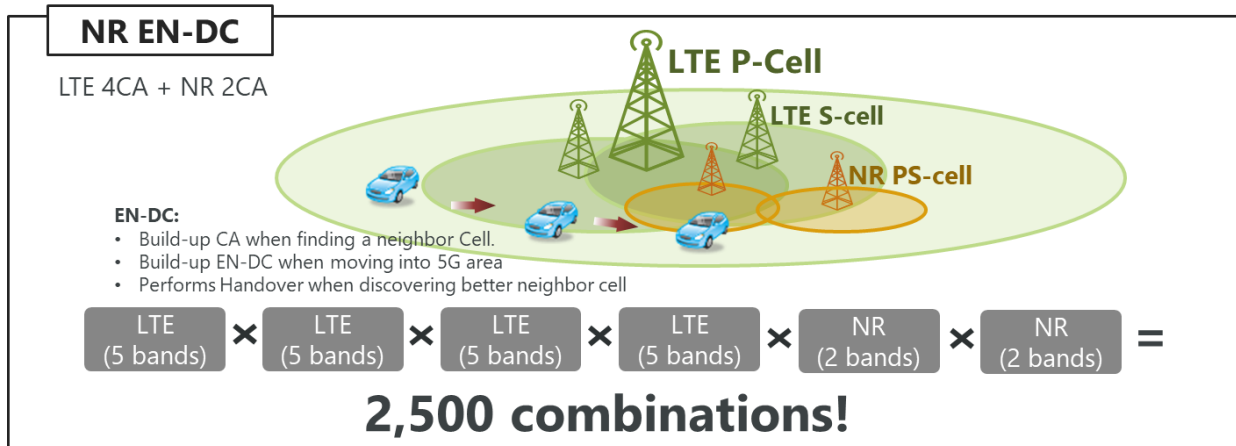 NR EN-DC
LTE 4CA + NR 2CA
LTE P-Cell
LTE S-cell
NR PS-cell
EN-DC:
• Build-up CA when finding a neighbor Cell.
• Build-up EN-DC when moving into 5G area
• Performs Handover when discovering better neighbor cell
LTE × LTE × LTE × LTE × NR × NR =
(5 bands) (5 bands) (5 bands) (5 bands) (2 bands) (2 bands)
2,500 combinations!